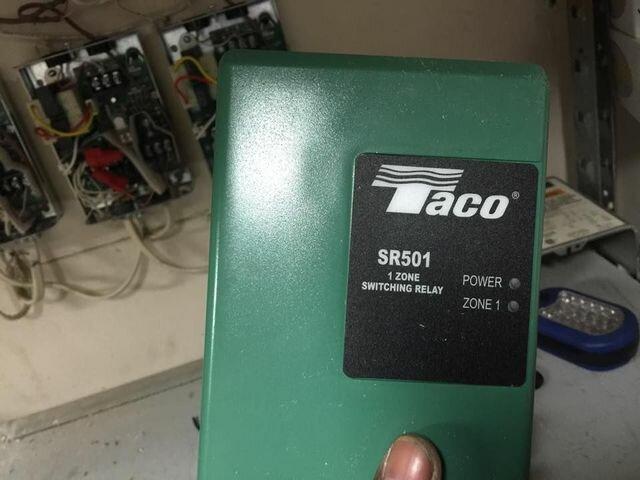 Taco®
SR501
1 ZONE
SWITCHING RELAY
POWER
ZONE 1